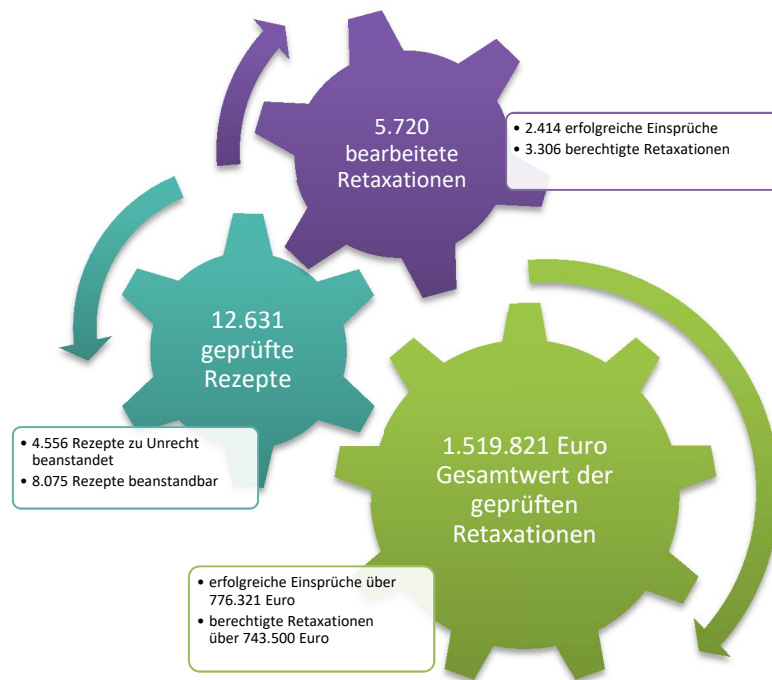 5.720
bearbeitete
Retaxationen
• 2.414 erfolgreiche Einsprüche
• 3.306 berechtigte Retaxationen
12.631
geprüfte
Rezepte
• 4.556 Rezepte zu Unrecht
beanstandet
• 8.075 Rezepte beanstandbar
1.519.821 Euro
Gesamtwert der
geprüften
Retaxationen
• erfolgreiche Einsprüche über
776.321 Euro
• berechtigte Retaxationen
über 743.500 Euro